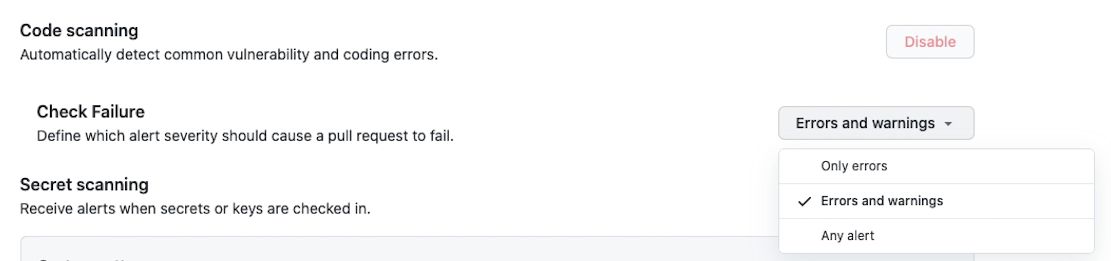 Code scanning
Automatically detect common vulnerability and coding errors.
Disable
Check Failure
Define which alert severity should cause a pull request to fail.
Errors and warnings
Only errors
Errors and warnings
Any alert
Secret scanning
Receive alerts when secrets or keys are checked in.